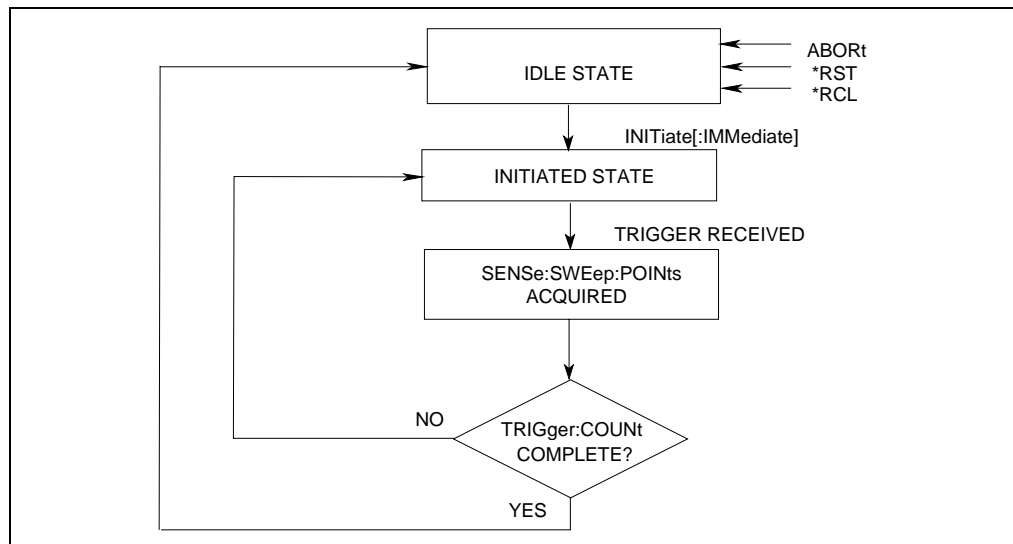 ABORt
IDLE STATE
*RST
*RCL
INITiate[:IMMediate]
INITIATED STATE
TRIGGER RECEIVED
SENSe:SWEep:POINts
ACQUIRED
NO
TRIGger:COUNt
COMPLETE?
YES